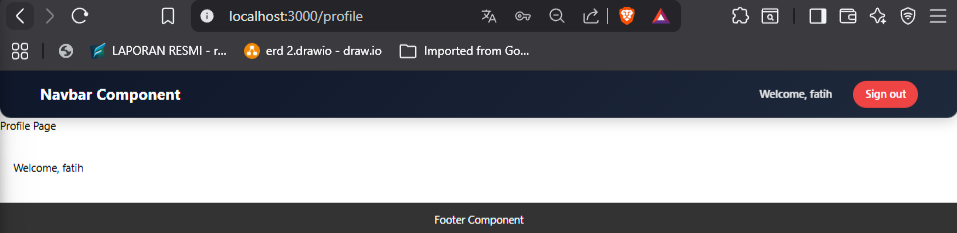 localhost:3000/profile
LAPORAN RESMI - r... erd 2.drawio - draw.io Imported from Go...
Navbar Component Welcome, fatih Sign out
Profile Page
Welcome, fatih
Footer Component